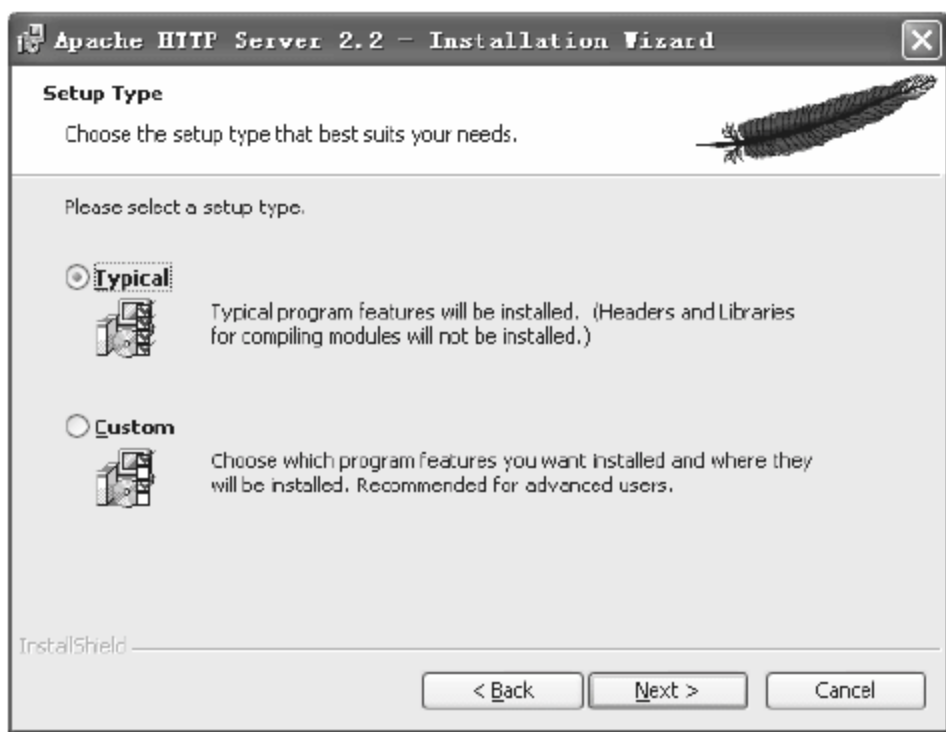 Apache HTTP Server 2.2 - Installation Wizard
Setup Type
Choose the setup type that best suits your needs.
Please select a setup type.
Typical
Typical program features will be installed. (Headers and Libraries
for compiling modules will not be installed.)
Custom
Choose which program features you want installed and where they
will be installed. Recommended for advanced users.
InstallShield
< Back
Next >
Cancel